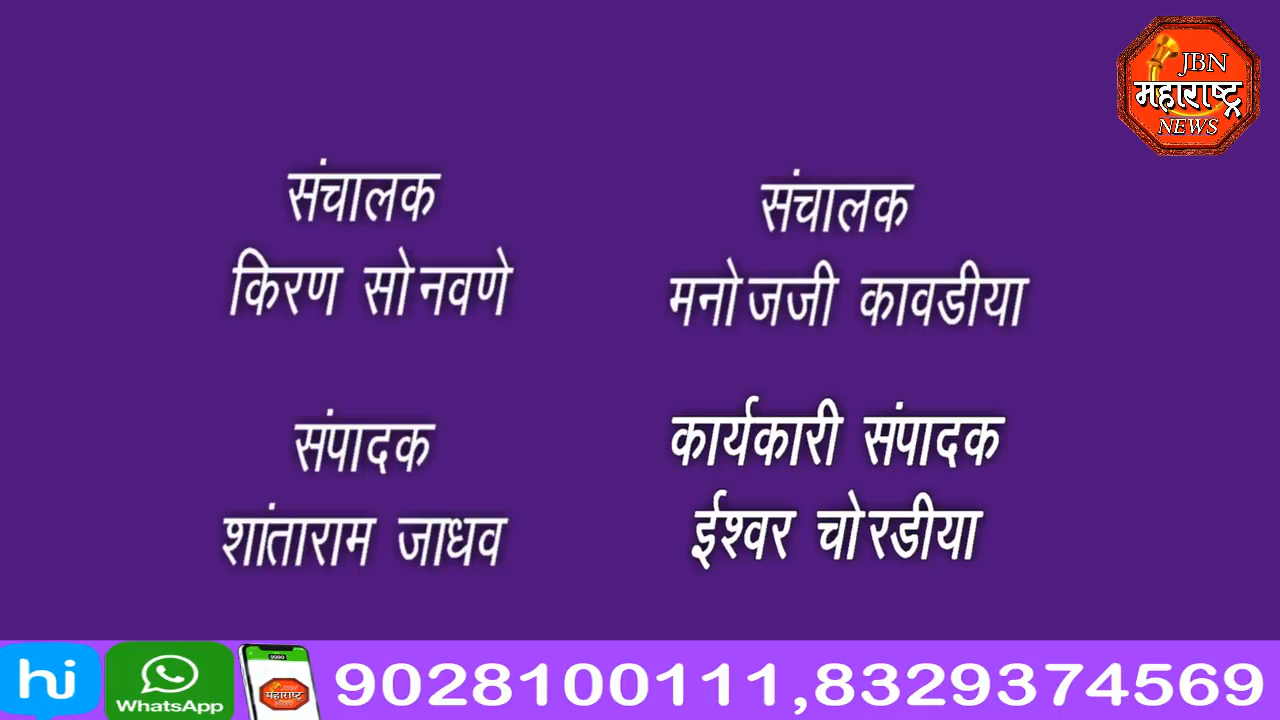 JBN
महाराष्ट्र
NEWS
संचालक
किरण सोनवणे
संचालक
मनोजजी कावडीया
संपादक
शांताराम जाधव
कार्यकारी संपादक
ईश्वर चोरडीया
hi
WhatsApp
महाराष्ट्र
9028100111,8329374569